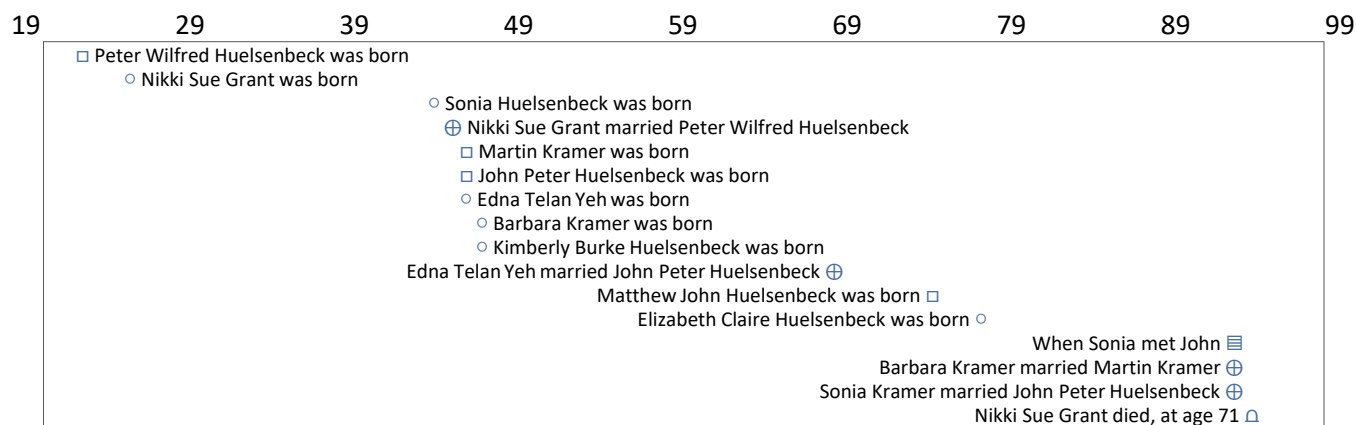 19 29 39 49 59 69 79 89 99
Peter Wilfred Huelsenbeck was born
Nikki Sue Grant was born
Sonia Huelsenbeck was born
Nikki Sue Grant married Peter Wilfred Huelsenbeck
Martin Kramer was born
John Peter Huelsenbeck was born
Edna Telan Yeh was born
Barbara Kramer was born
Kimberly Burke Huelsenbeck was born
Edna Telan Yeh married John Peter Huelsenbeck
Matthew John Huelsenbeck was born
Elizabeth Claire Huelsenbeck was born
When Sonia met John
Barbara Kramer married Martin Kramer
Sonia Kramer married John Peter Huelsenbeck
Nikki Sue Grant died, at age 71